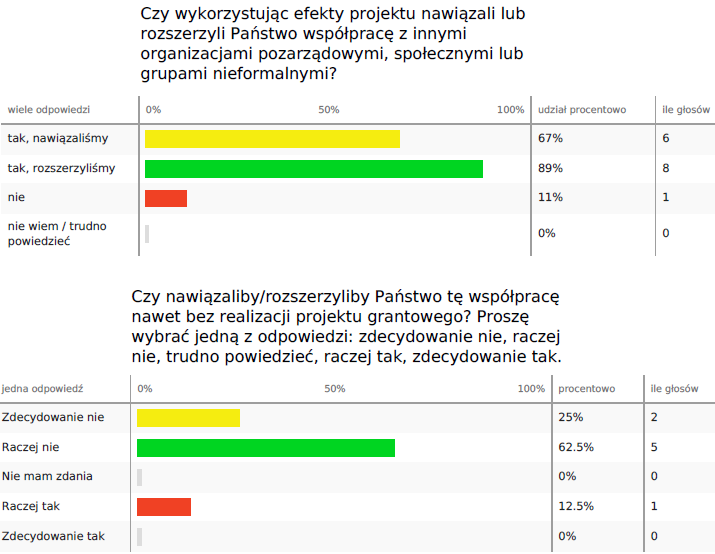 Czy wykorzystując efekty projektu nawiązali lub
rozszerzyli Państwo współpracę z innymi
organizacjami pozarządowymi, społecznymi lub
grupami nieformalnymi?
wiele odpowiedzi 0% 50% 100% udział procentowo ile głosów
tak, nawiązaliśmy 67% 6
tak, rozszerzyliśmy 89% 8
nie 11% 1
nie wiem / trudno
powiedzieć 0% 0
Czy nawiązaliby/rozszerzyliby Państwo tę współpracę
nawet bez realizacji projektu grantowego? Proszę
wybrać jedną z odpowiedzi: zdecydowanie nie, raczej
nie, trudno powiedzieć, raczej tak, zdecydowanie tak.
jedna odpowiedź 0% 50% 100% procentowo ile głosów
Zdecydowanie nie 25% 2
Raczej nie 62.5% 5
Nie mam zdania 0% 0
Raczej tak 12.5% 1
Zdecydowanie tak 0% 0